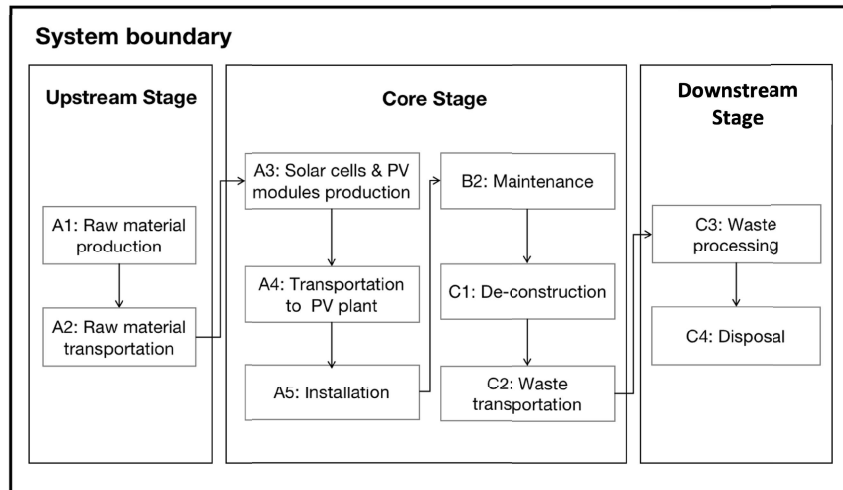 System boundary
Upstream Stage
A1: Raw material
production
A2: Raw material
transportation
Core Stage
A3: Solar cells & PV
modules production
A4: Transportation
to PV plant
A5: Installation
B2: Maintenance
C1: De-construction
C2: Waste
transportation
Downstream
Stage
C3: Waste
processing
C4: Disposal